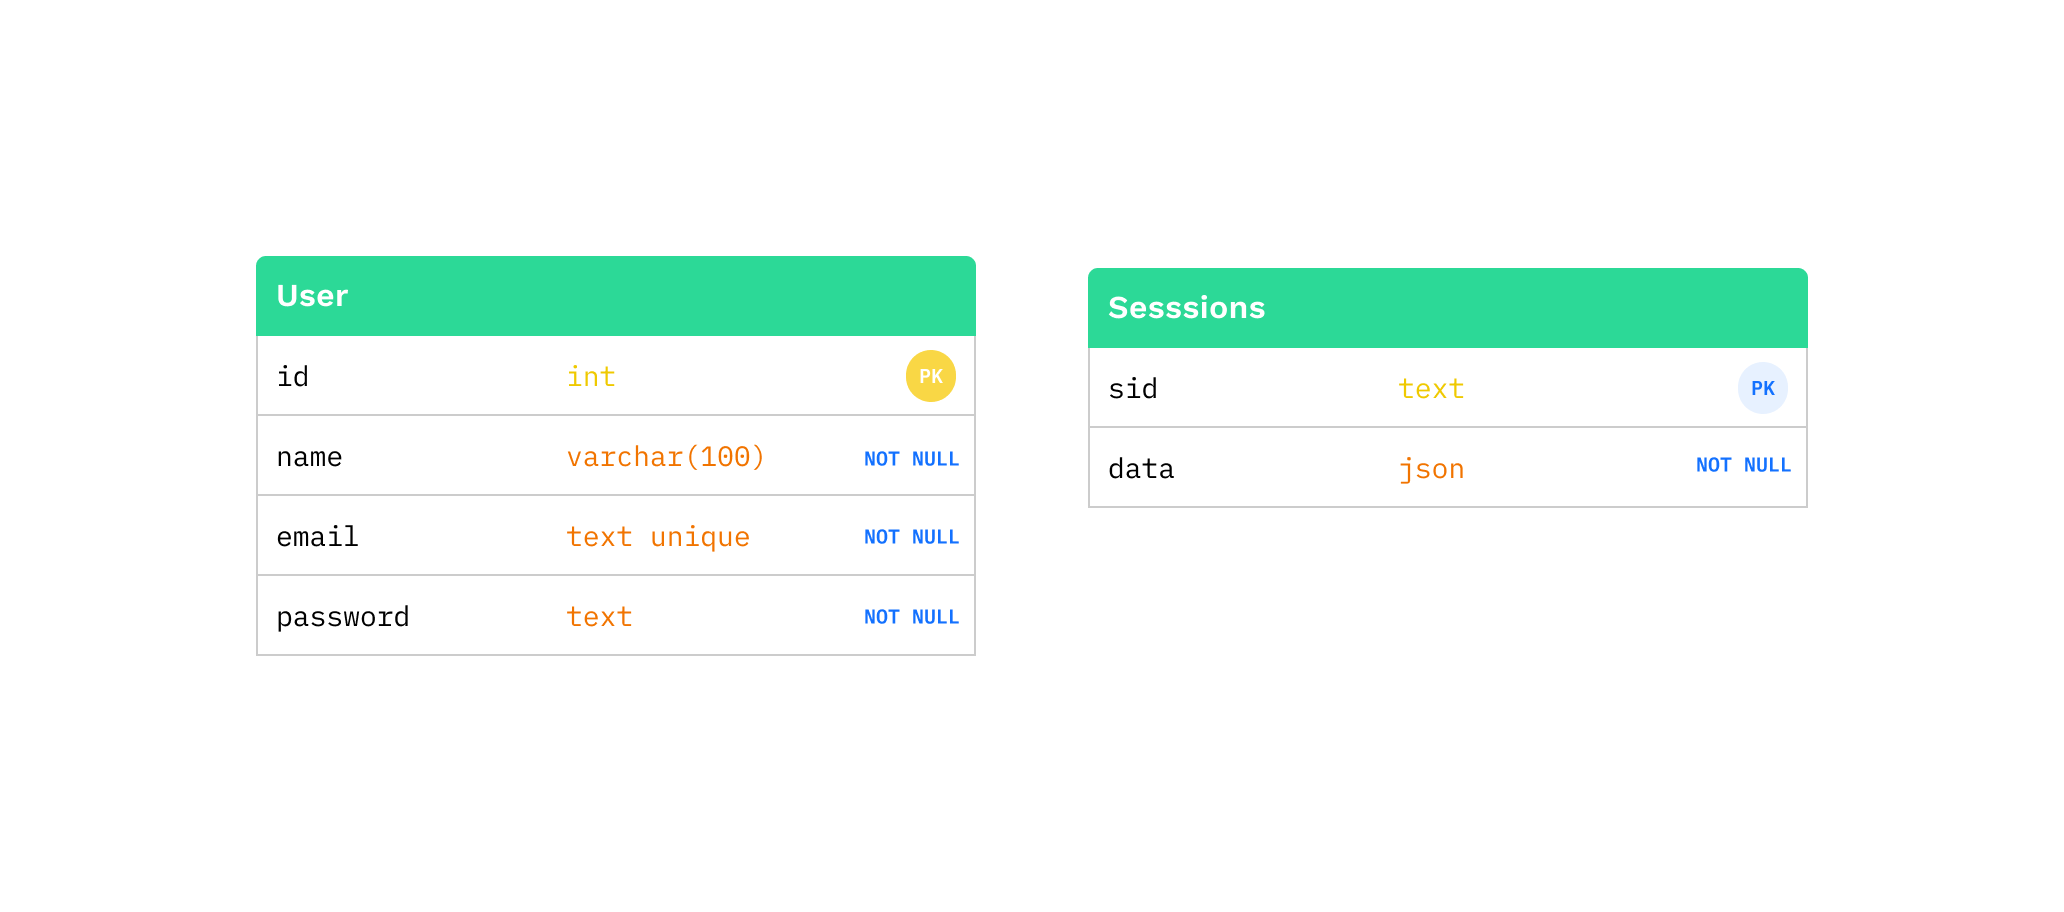 User
id int PK
name varchar(100) NOT NULL
email text unique NOT NULL
password text NOT NULL
Sesssions
sid text PK
data json NOT NULL